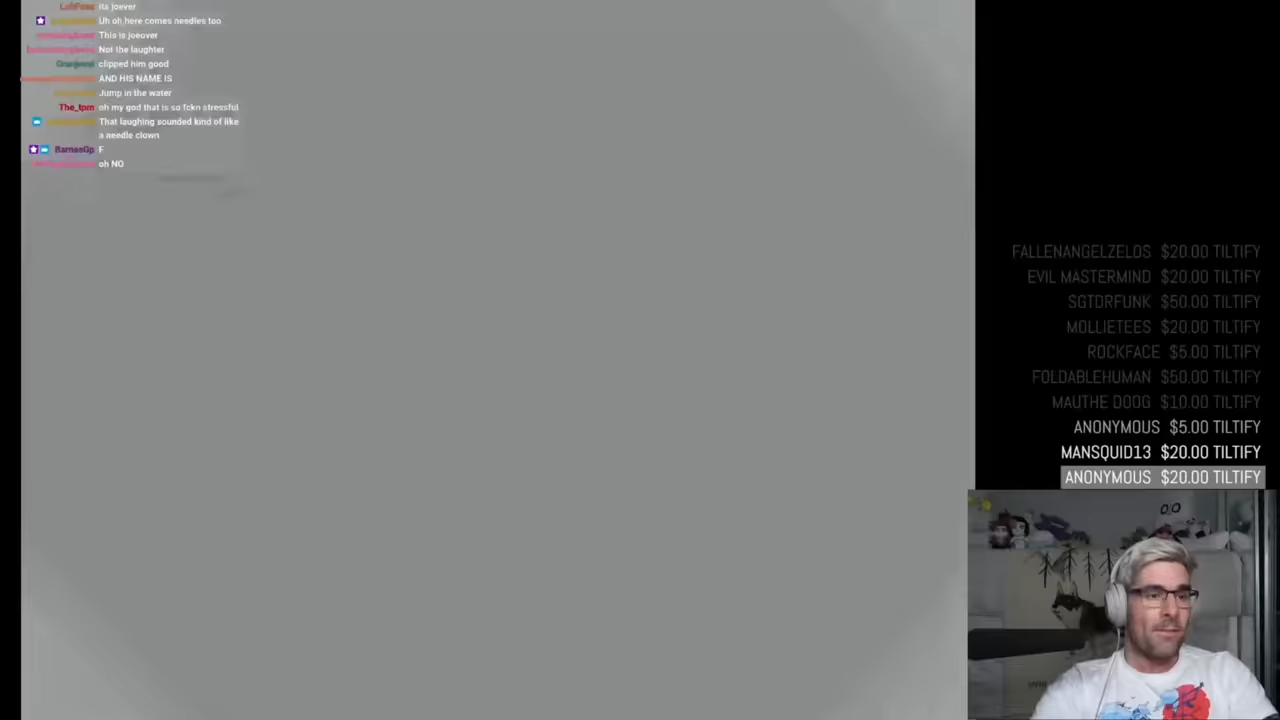 its joever
Uh oh,here comes needles too
This is joeover
Not the laughter
clipped him good
AND HIS NAME IS
Jump in the water
The_tpm oh my god that is so fckn stressful
That laughing sounded kind of like
a needle clown
BarneeGp F
oh NO
FALLENANGELZELOS $20.00 TILTIFY
EVIL MASTERMIND $20.00 TILTIFY
SGTDRFUNK $50.00 TILTIFY
MOLLIETEES $20.00 TILTIFY
ROCKFACE $5.00 TILTIFY
FOLDABLEHUMAN $50.00 TILTIFY
MAUTHE DOOG $10.00 TILTIFY
ANONYMOUS $5.00 TILTIFY
MANSQUID13 $20.00 TILTIFY
ANONYMOUS $20.00 TILTIFY